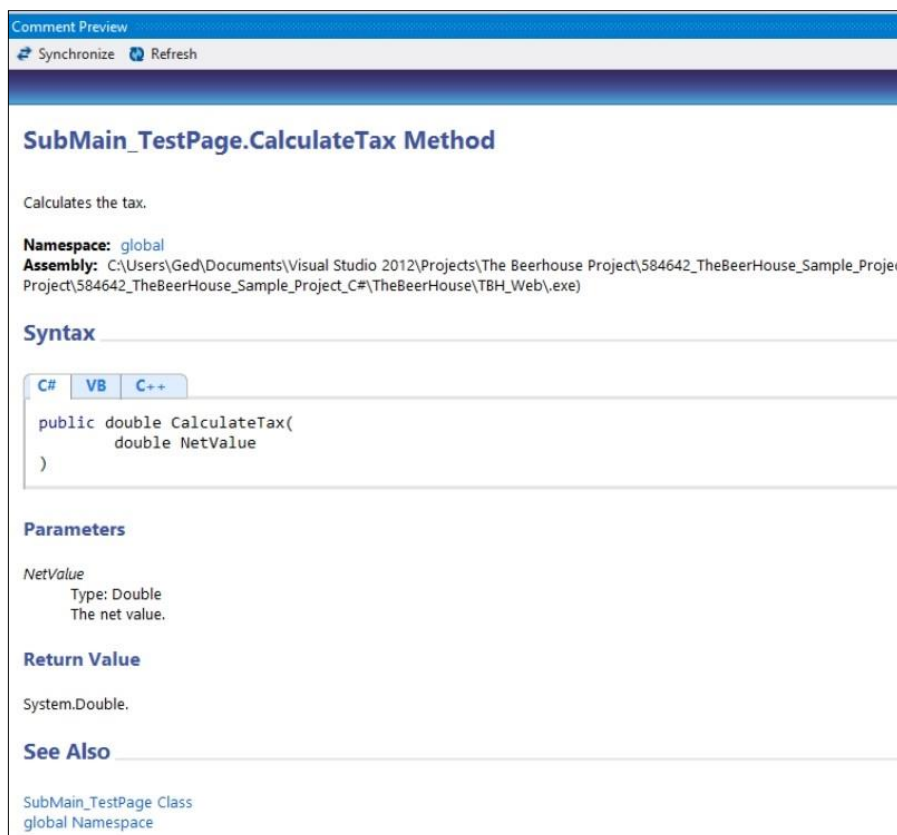 Comment Preview
Synchronize Refresh
SubMain_TestPage.CalculateTax Method
Calculates the tax.
Namespace: global
Assembly: C:\Users\Ged\Documents\Visual Studio 2012\Projects\The Beerhouse Project\584642_TheBeerHouse_Sample_Projec
Project\584642_TheBeerHouse_Sample_Project_C#\TheBeerHouse\TBH_Web\.exe)
Syntax
C# VB C++
public double CalculateTax(
double NetValue
)
Parameters
NetValue
Type: Double
The net value.
Return Value
System.Double.
See Also
SubMain_TestPage Class
global Namespace